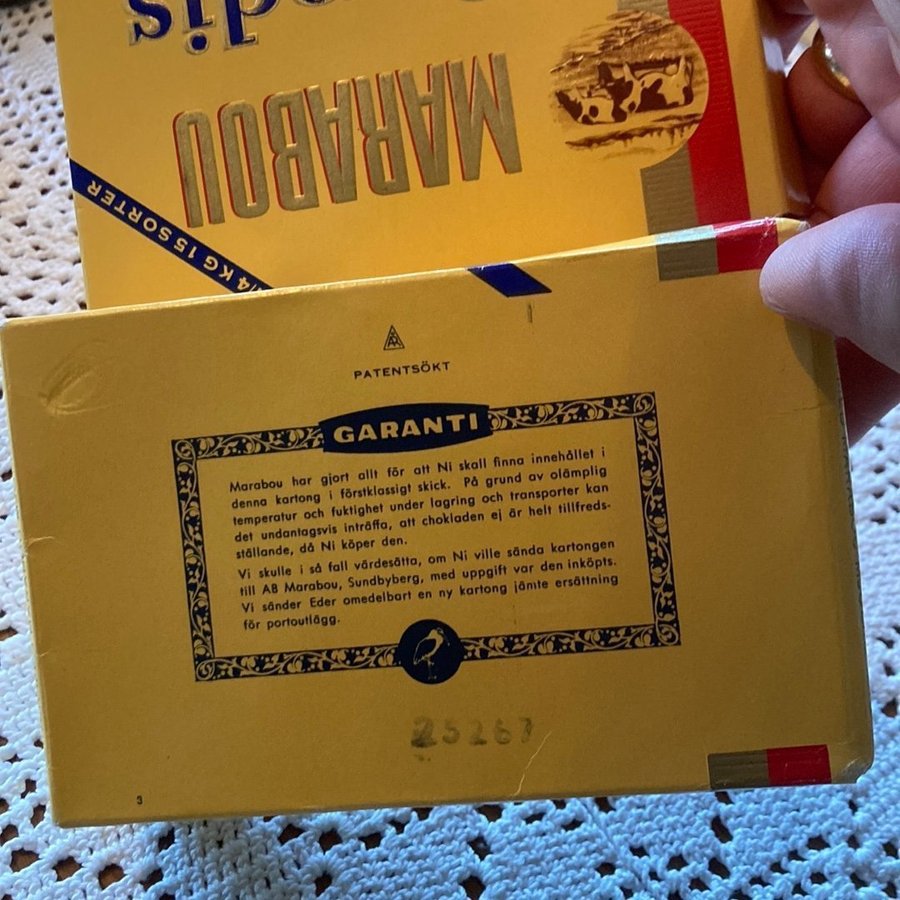 adis
MARABOU
1/4 KG 15 SORTER
PATENTSÖKT
GARANTI
Marabou har gjort allt för att Ni skall finna innehållet i
denna kartong i förstklassigt skick. På grund av olämplig
temperatur och fuktighet under lagring och transporter kan
det undantagsvis inträffa, att chokladen ej är helt tillfreds-
ställande, då Ni köper den.
Vi skulle i så fall värdesätta, om Ni ville sända kartongen
till AB Marabou, Sundbyberg, med uppgift var den inköpts.
Vi sänder Eder omedelbart en ny kartong jämte ersättning
för portoutlägg.
25267
3